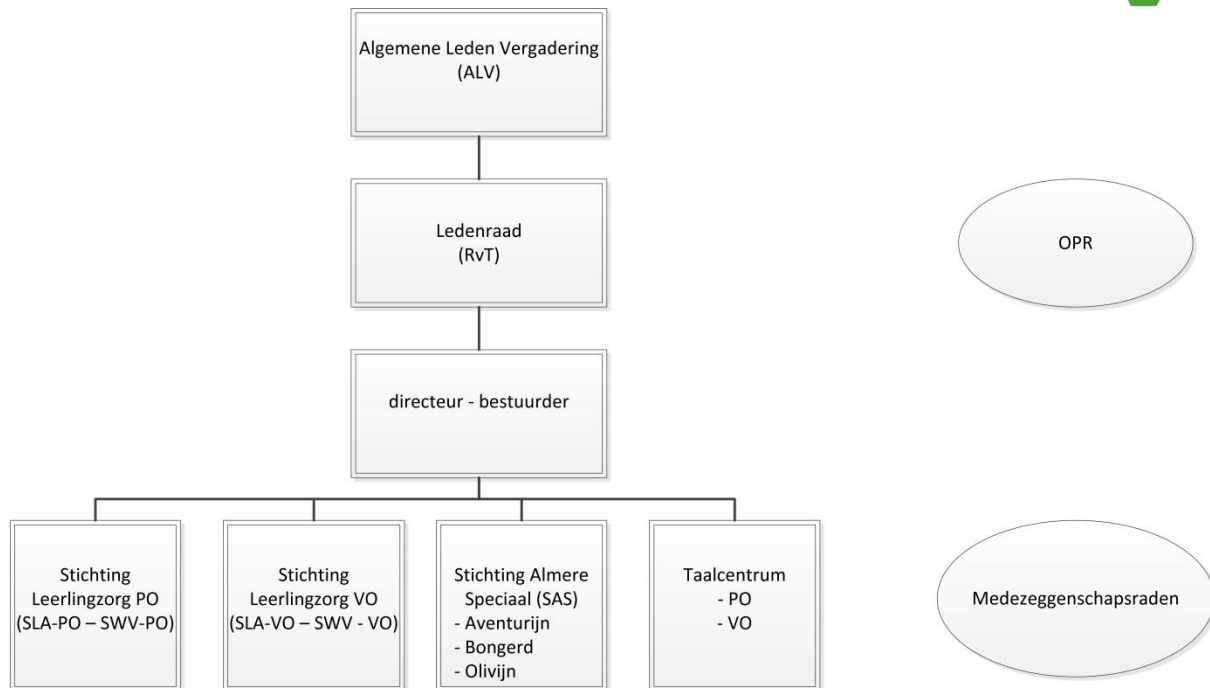 Algemene Leden Vergadering
(ALV)
Ledenraad
(RvT)
OPR
directeur - bestuurder
Stichting
Leerlingzorg PO
(SLA-PO – SWV-PO)
Stichting
Leerlingzorg VO
(SLA-VO – SWV - VO)
Stichting Almere
Speciaal (SAS)
- Aventurijn
- Bongerd
- Olivijn
Taalcentrum
- PO
- VO
Medezeggenschapsraden